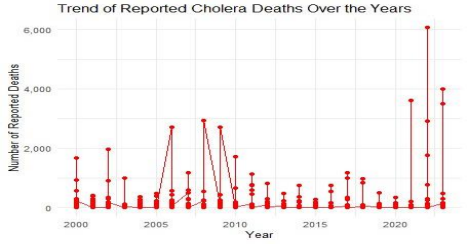 Trend of Reported Cholera Deaths Over the Years
Number of Reported Deaths
6,000
4,000
2,000
0
2000 2005 2010 2015 2020
Year